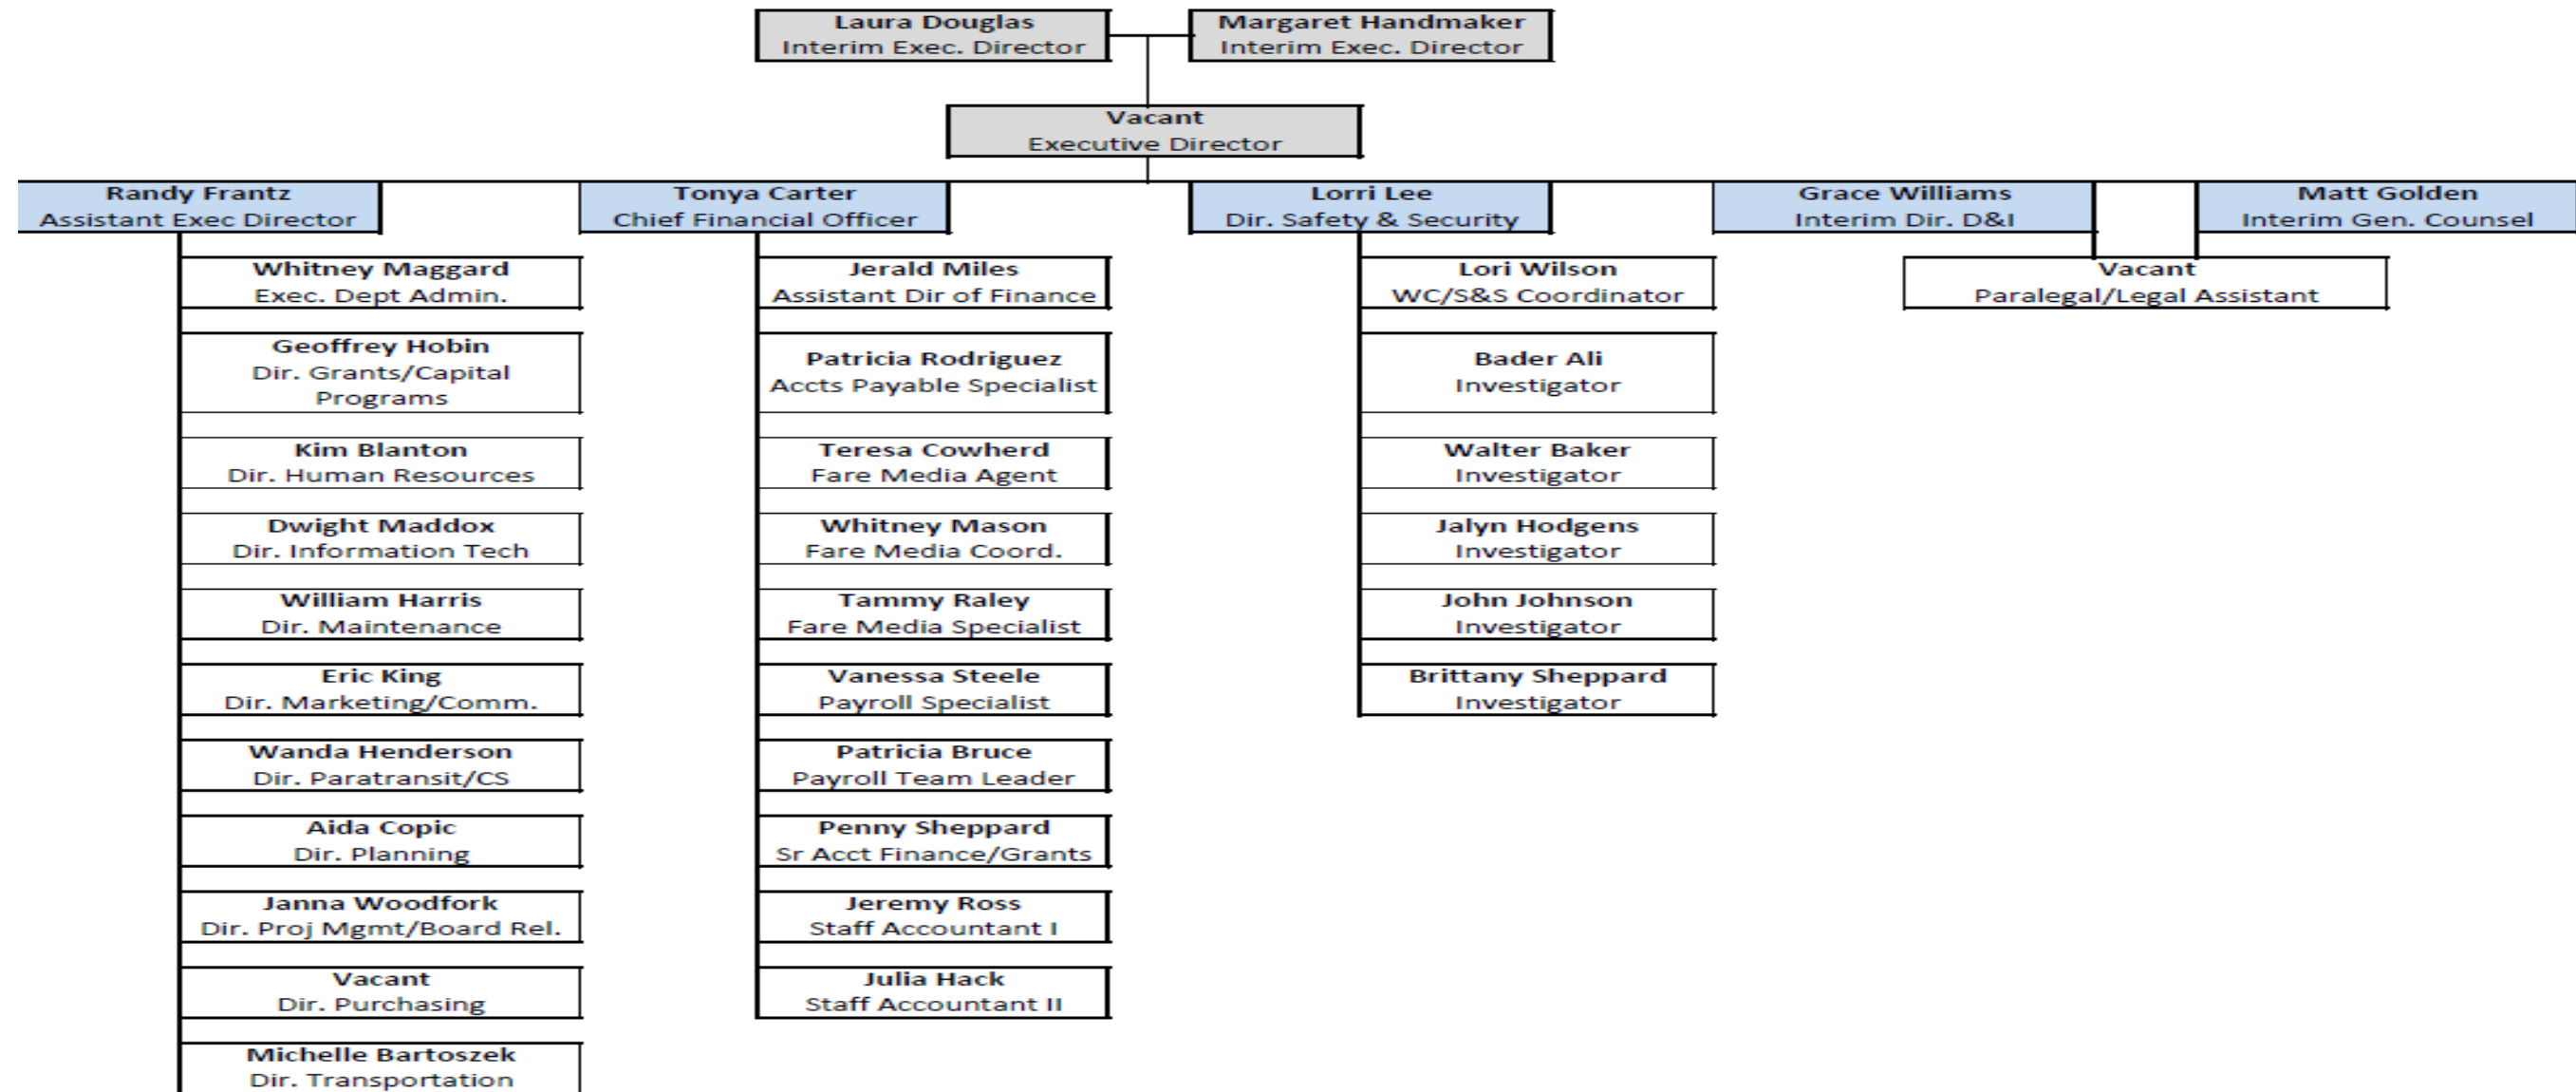 Laura Douglas
Interim Exec. Director
Margaret Handmaker
Interim Exec. Director
Vacant
Executive Director
Randy Frantz
Assistant Exec Director
Tonya Carter
Chief Financial Officer
Lorri Lee
Dir. Safety & Security
Grace Williams
Interim Dir. D&I
Matt Golden
Interim Gen. Counsel
Whitney Maggard
Exec. Dept Admin.
Geoffrey Hobin
Dir. Grants/Capital
Programs
Kim Blanton
Dir. Human Resources
Dwight Maddox
Dir. Information Tech
William Harris
Dir. Maintenance
Eric King
Dir. Marketing/Comm.
Wanda Henderson
Dir. Paratransit/CS
Aida Copic
Dir. Planning
Janna Woodfork
Dir. Proj Mgmt/Board Rel.
Vacant
Dir. Purchasing
Michelle Bartoszek
Dir. Transportation
Jerald Miles
Assistant Dir of Finance
Patricia Rodriguez
Accts Payable Specialist
Teresa Cowherd
Fare Media Agent
Whitney Mason
Fare Media Coord.
Tammy Raley
Fare Media Specialist
Vanessa Steele
Payroll Specialist
Patricia Bruce
Payroll Team Leader
Penny Sheppard
Sr Acct Finance/Grants
Jeremy Ross
Staff Accountant I
Julia Hack
Staff Accountant II
Lori Wilson
WC/S&S Coordinator
Bader Ali
Investigator
Walter Baker
Investigator
Jalyn Hodgens
Investigator
John Johnson
Investigator
Brittany Sheppard
Investigator
Vacant
Paralegal/Legal Assistant